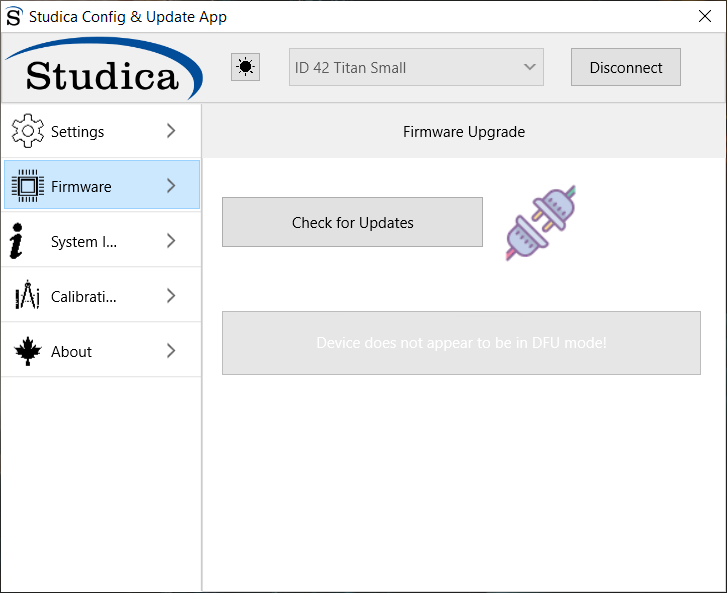 Studica Config & Update App
Studica
ID 42 Titan Small
Disconnect
Settings
Firmware
System I...
Calibrati...
About
Firmware Upgrade
Check for Updates
Device does not appear to be in DFU mode!